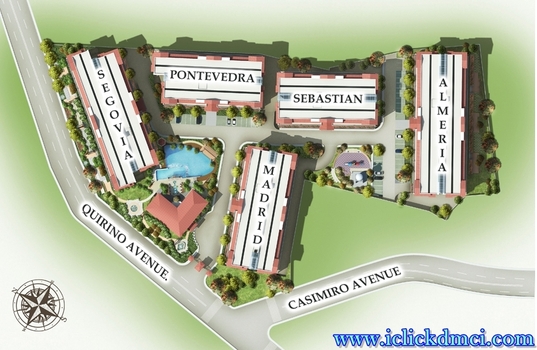 SEGOVIA
PONTEVEDRA
SEBASTIAN
ALMERIA
MADRID
QUIRINO AVENUE.
CASIMIRO AVENUE
www.iclickdmci.com